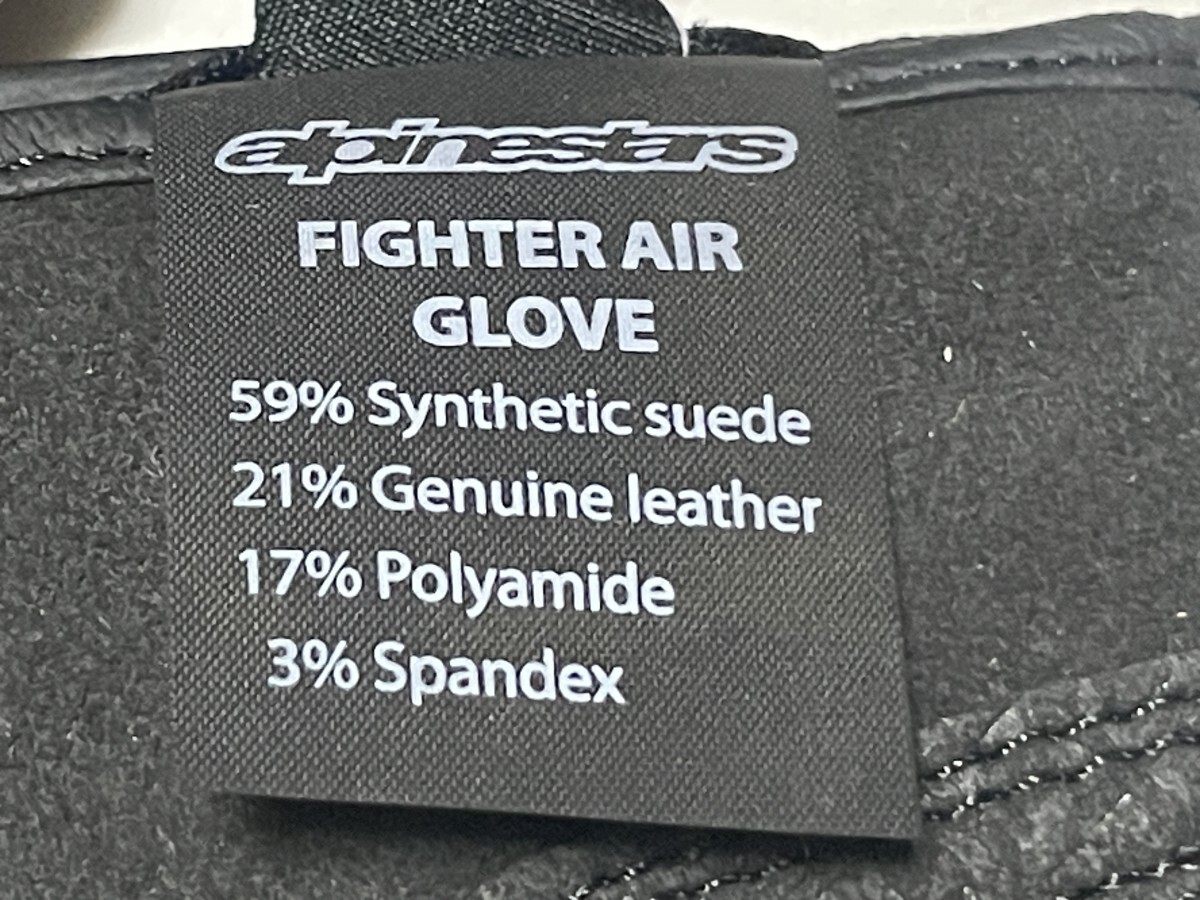 alpinestars
FIGHTER AIR
GLOVE
59% Synthetic suede
21% Genuine leather
17% Polyamide
3% Spandex